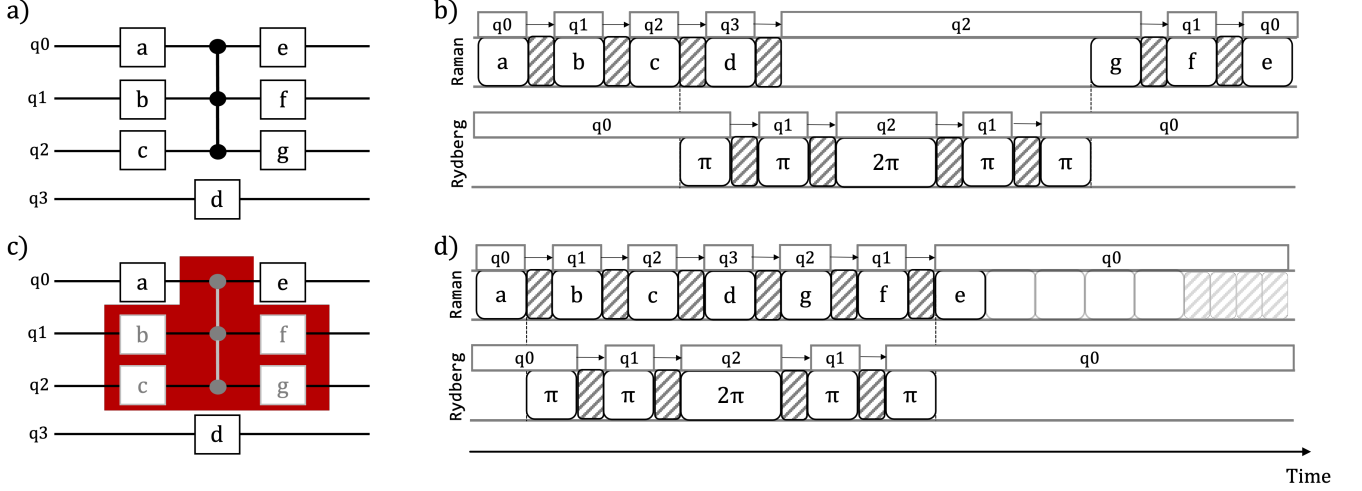 a)
q0 a e
q1 b f
q2 c g
q3 d
b)
q0 q1 q2 q3 q2 q1 q0
Raman a b c d g f e
q0 q1 q2 q1 q0
Rydberg π π 2π π π
c)
q0 a e
q1 b f
q2 c g
q3 d
d)
q0 q1 q2 q3 q2 q1 q0
Raman a b c d g f e
q0 q1 q2 q1 q0
Rydberg π π 2π π π
Time